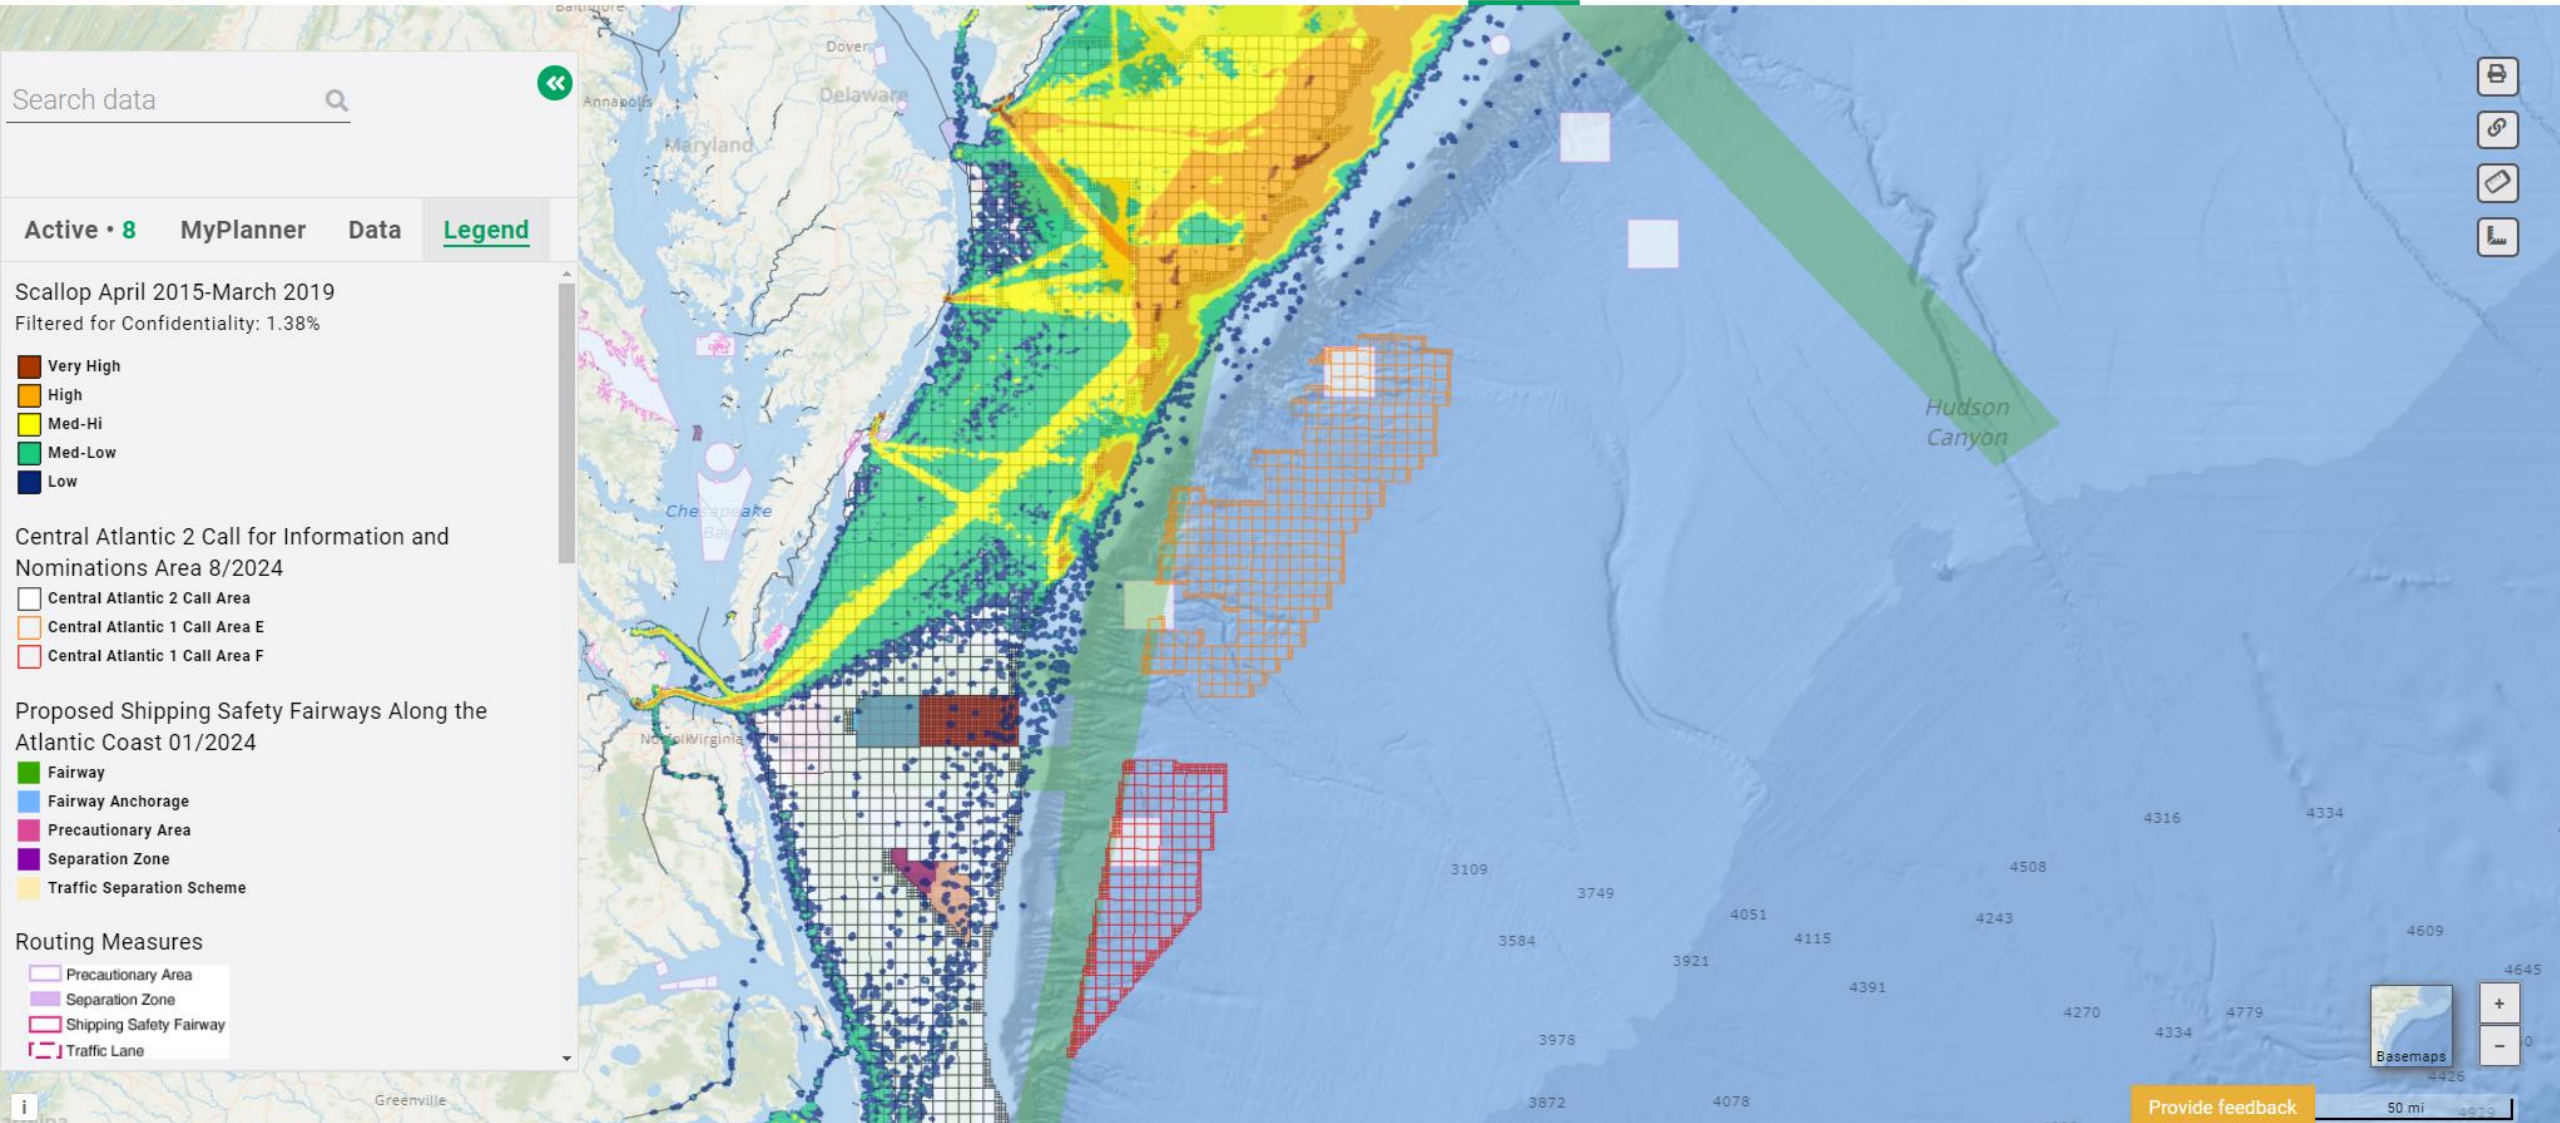 Baltimore
Dover
Annapolis
Delaware
Maryland
Search data
Active • 8
MyPlanner
Data
Legend
Scallop April 2015-March 2019
Filtered for Confidentiality: 1.38%
Very High
High
Med-Hi
Med-Low
Low
Central Atlantic 2 Call for Information and
Nominations Area 8/2024
Central Atlantic 2 Call Area
Central Atlantic 1 Call Area E
Central Atlantic 1 Call Area F
Proposed Shipping Safety Fairways Along the
Atlantic Coast 01/2024
Fairway
Fairway Anchorage
Precautionary Area
Separation Zone
Traffic Separation Scheme
Routing Measures
Precautionary Area
Separation Zone
Shipping Safety Fairway
Traffic Lane
i
Greenville
Chesapeake
Bay
Norfolk
Virginia
Hudson
Canyon
4316
4334
3109
4508
3749
4051
4243
3584
4115
4609
3921
4645
4391
4270
4779
4334
3978
4426
3872
4078
Basemaps
+
−
Provide feedback
50 mi
4929